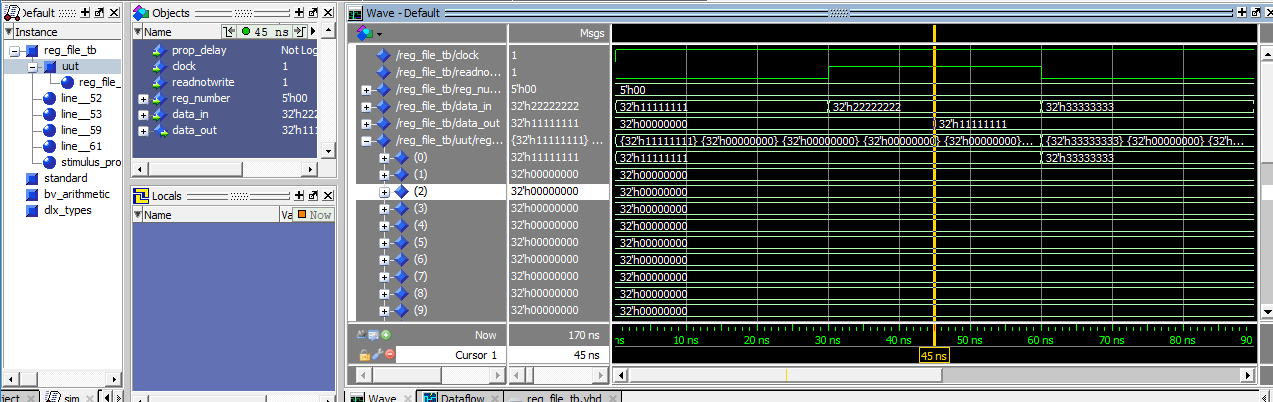 Default
Instance
reg_file_tb
uut
reg_file_
line__52
line__53
line__59
line__61
stimulus_pro
standard
bv_arithmetic
dlx_types
ject
sim
Objects
Name
45 ns
prop_delay Not Log
clock 1
readnotwrite 1
reg_number 5'h00
data_in 32'h222
data_out 32'h111
Locals
Name Va Now
Wave - Default
Msgs
/reg_file_tb/clock 1
/reg_file_tb/readno... 1
/reg_file_tb/reg_nu... 5'h00 5'h00
/reg_file_tb/data_in 32'h22222222 32'h11111111 32'h22222222 32'h33333333
/reg_file_tb/data_out 32'h11111111 32'h00000000 32'h11111111
/reg_file_tb/uut/reg... {32'h11111111} ... {32'h11111111} {32'h00000000} {32'h00000000} {32'h00000000} {32'h00000000}... {32'h33333333} {32'h00000000} {32'h...
(0) 32'h11111111 32'h11111111 32'h33333333
(1) 32'h00000000 32'h00000000
(2) 32'h00000000 32'h00000000
(3) 32'h00000000 32'h00000000
(4) 32'h00000000 32'h00000000
(5) 32'h00000000 32'h00000000
(6) 32'h00000000 32'h00000000
(7) 32'h00000000 32'h00000000
(8) 32'h00000000 32'h00000000
(9) 32'h00000000 32'h00000000
Now 170 ns ns 10 ns 20 ns 30 ns 40 ns 50 ns 60 ns 70 ns 80 ns 90
Cursor 1 45 ns 45 ns
Wave Dataflow reg_file_tb.vhd